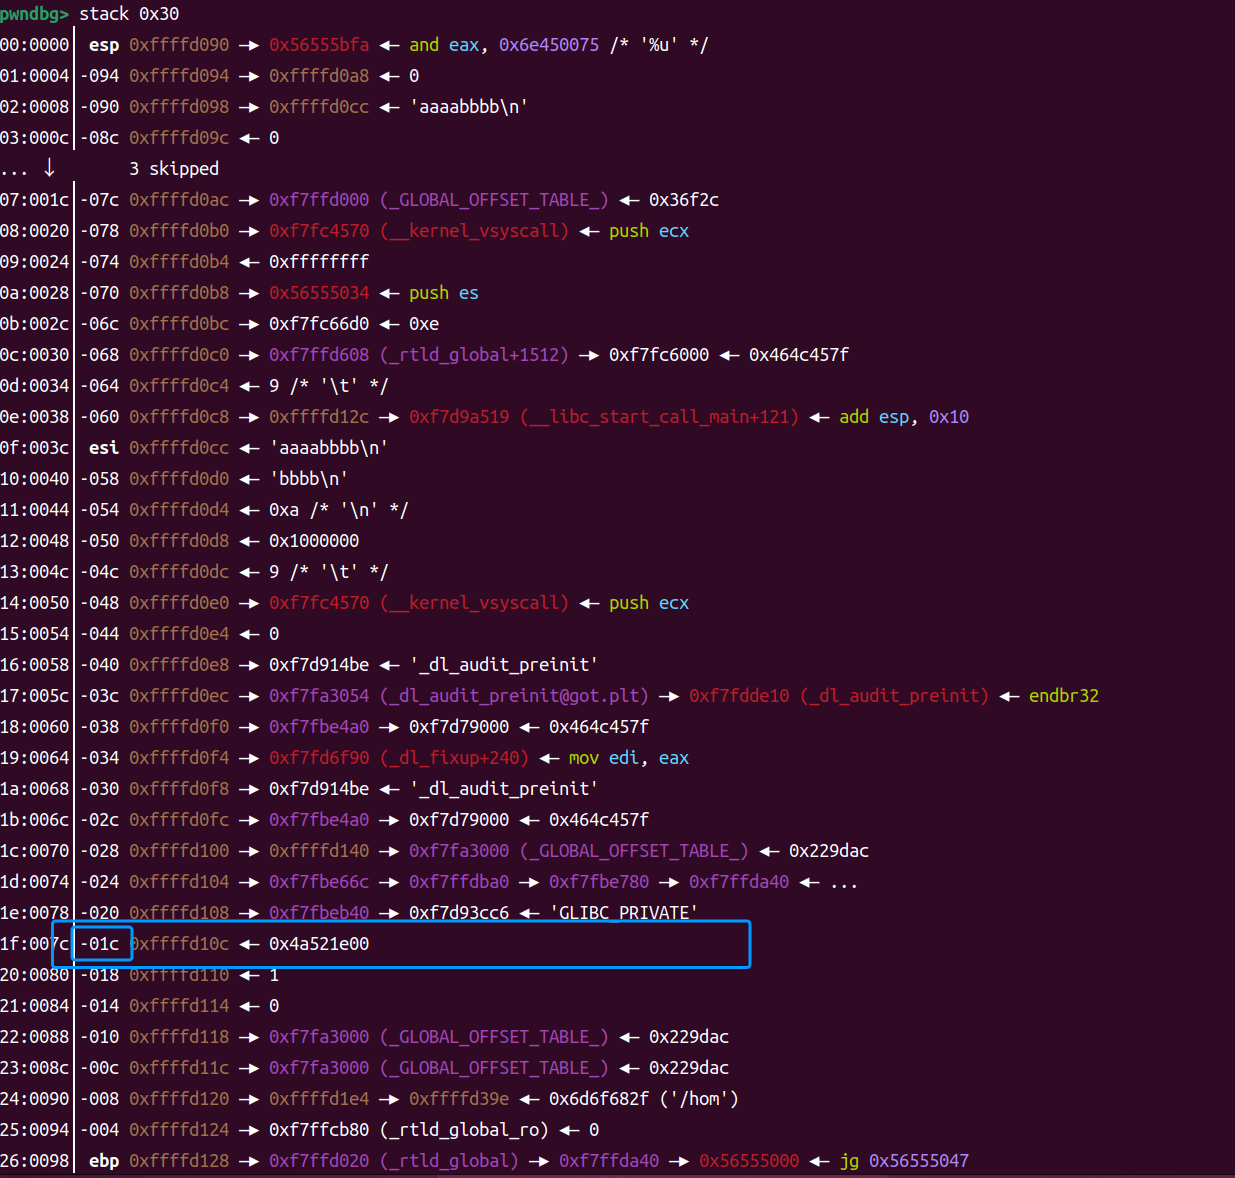 pwndbg> stack 0x30
00:0000│ esp 0xffffd090 —▸ 0x56555bfa ◂— and eax, 0x6e450075 /* '%u' */
01:0004│-094 0xffffd094 —▸ 0xffffd0a8 ◂— 0
02:0008│-090 0xffffd098 —▸ 0xffffd0cc ◂— 'aaaabbbb\n'
03:000c│-08c 0xffffd09c ◂— 0
... ↓ 3 skipped
07:001c│-07c 0xffffd0ac —▸ 0xf7ffd000 (_GLOBAL_OFFSET_TABLE_) ◂— 0x36f2c
08:0020│-078 0xffffd0b0 —▸ 0xf7fc4570 (__kernel_vsyscall) ◂— push ecx
09:0024│-074 0xffffd0b4 ◂— 0xffffffff
0a:0028│-070 0xffffd0b8 —▸ 0x56555034 ◂— push es
0b:002c│-06c 0xffffd0bc —▸ 0xf7fc66d0 ◂— 0xe
0c:0030│-068 0xffffd0c0 —▸ 0xf7ffd608 (_rtld_global+1512) —▸ 0xf7fc6000 ◂— 0x464c457f
0d:0034│-064 0xffffd0c4 ◂— 9 /* '\t' */
0e:0038│-060 0xffffd0c8 —▸ 0xffffd12c —▸ 0xf7d9a519 (__libc_start_call_main+121) ◂— add esp, 0x10
0f:003c│ esi 0xffffd0cc ◂— 'aaaabbbb\n'
10:0040│-058 0xffffd0d0 ◂— 'bbbb\n'
11:0044│-054 0xffffd0d4 ◂— 0xa /* '\n' */
12:0048│-050 0xffffd0d8 ◂— 0x1000000
13:004c│-04c 0xffffd0dc ◂— 9 /* '\t' */
14:0050│-048 0xffffd0e0 —▸ 0xf7fc4570 (__kernel_vsyscall) ◂— push ecx
15:0054│-044 0xffffd0e4 ◂— 0
16:0058│-040 0xffffd0e8 —▸ 0xf7d914be ◂— '_dl_audit_preinit'
17:005c│-03c 0xffffd0ec —▸ 0xf7fa3054 (_dl_audit_preinit@got.plt) —▸ 0xf7fdde10 (_dl_audit_preinit) ◂— endbr32
18:0060│-038 0xffffd0f0 —▸ 0xf7fbe4a0 —▸ 0xf7d79000 ◂— 0x464c457f
19:0064│-034 0xffffd0f4 —▸ 0xf7fd6f90 (_dl_fixup+240) ◂— mov edi, eax
1a:0068│-030 0xffffd0f8 —▸ 0xf7d914be ◂— '_dl_audit_preinit'
1b:006c│-02c 0xffffd0fc —▸ 0xf7fbe4a0 —▸ 0xf7d79000 ◂— 0x464c457f
1c:0070│-028 0xffffd100 —▸ 0xffffd140 —▸ 0xf7fa3000 (_GLOBAL_OFFSET_TABLE_) ◂— 0x229dac
1d:0074│-024 0xffffd104 —▸ 0xf7fbe66c —▸ 0xf7ffdba0 —▸ 0xf7fbe780 —▸ 0xf7ffda40 ◂— ...
1e:0078│-020 0xffffd108 —▸ 0xf7fbeb40 —▸ 0xf7d93cc6 ◂— 'GLIBC_PRIVATE'
1f:007c│-01c 0xffffd10c ◂— 0x4a521e00
20:0080│-018 0xffffd110 ◂— 1
21:0084│-014 0xffffd114 ◂— 0
22:0088│-010 0xffffd118 —▸ 0xf7fa3000 (_GLOBAL_OFFSET_TABLE_) ◂— 0x229dac
23:008c│-00c 0xffffd11c —▸ 0xf7fa3000 (_GLOBAL_OFFSET_TABLE_) ◂— 0x229dac
24:0090│-008 0xffffd120 —▸ 0xffffd1e4 —▸ 0xffffd39e ◂— 0x6d6f682f ('/hom')
25:0094│-004 0xffffd124 —▸ 0xf7ffcb80 (_rtld_global_ro) ◂— 0
26:0098│ ebp 0xffffd128 —▸ 0xf7ffd020 (_rtld_global) —▸ 0xf7ffda40 —▸ 0x56555000 ◂— jg 0x56555047